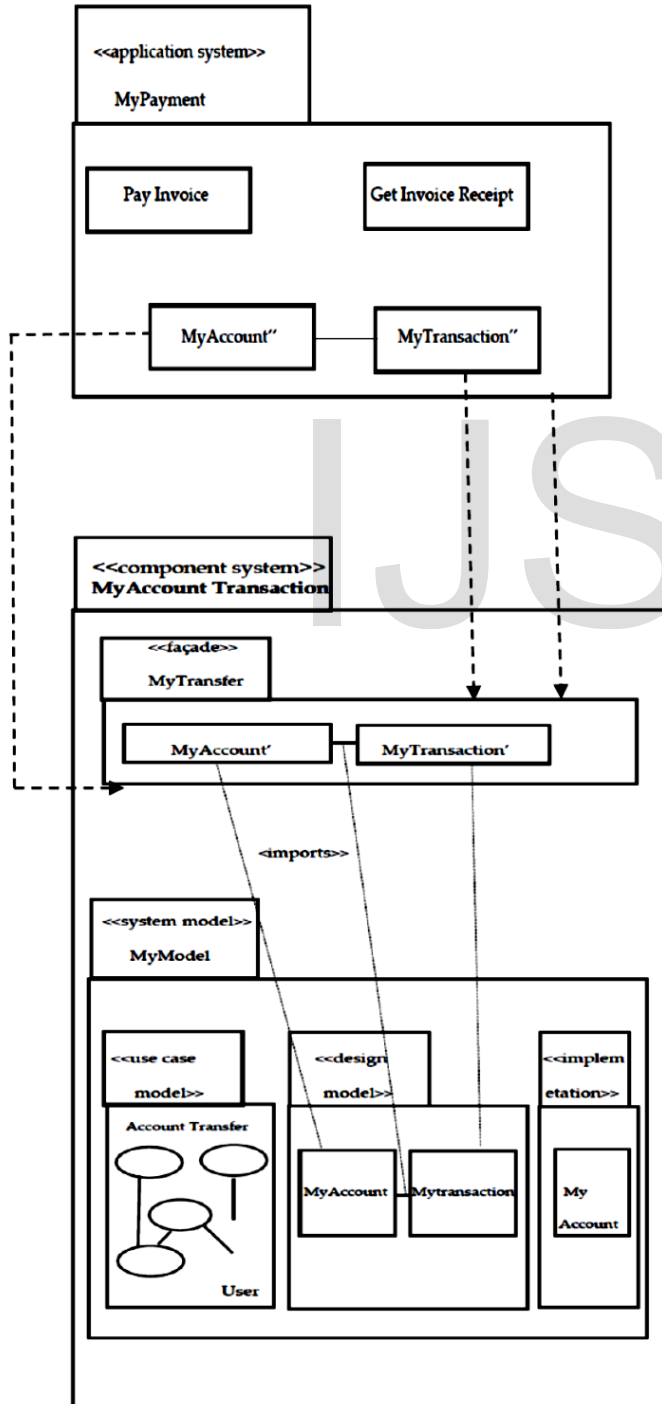 <<application system>>
MyPayment
Pay Invoice
Get Invoice Receipt
MyAccount’’
MyTransaction’’
IJS
<<component system>>
MyAccount Transaction
<<façade>>
MyTransfer
MyAccount’
MyTransaction’
<imports>>
<<system model>>
MyModel
<<use case
model>>
<<design
model>>
<<implem
etation>>
Account Transfer
MyAccount
Mytransaction
My
Account
User